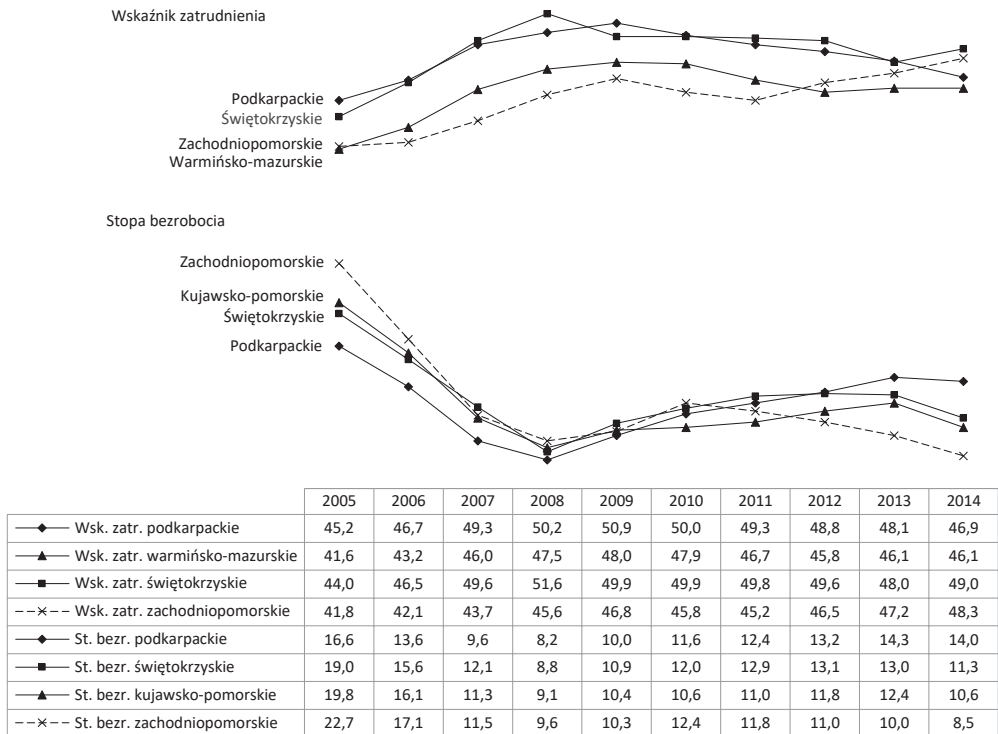 Wskaźnik zatrudnienia
Podkarpackie
Świętokrzyskie
Zachodniopomorskie
Warmińsko-mazurskie
Stopa bezrobocia
Zachodniopomorskie
Kujawsko-pomorskie
Świętokrzyskie
Podkarpackie
2005 2006 2007 2008 2009 2010 2011 2012 2013 2014
Wsk. zatr. podkarpackie 45,2 46,7 49,3 50,2 50,9 50,0 49,3 48,8 48,1 46,9
Wsk. zatr. warmińsko-mazurskie 41,6 43,2 46,0 47,5 48,0 47,9 46,7 45,8 46,1 46,1
Wsk. zatr. świętokrzyskie 44,0 46,5 49,6 51,6 49,9 49,9 49,8 49,6 48,0 49,0
Wsk. zatr. zachodniopomorskie 41,8 42,1 43,7 45,6 46,8 45,8 45,2 46,5 47,2 48,3
St. bezr. podkarpackie 16,6 13,6 9,6 8,2 10,0 11,6 12,4 13,2 14,3 14,0
St. bezr. świętokrzyskie 19,0 15,6 12,1 8,8 10,9 12,0 12,9 13,1 13,0 11,3
St. bezr. kujawsko-pomorskie 19,8 16,1 11,3 9,1 10,4 10,6 11,0 11,8 12,4 10,6
St. bezr. zachodniopomorskie 22,7 17,1 11,5 9,6 10,3 12,4 11,8 11,0 10,0 8,5